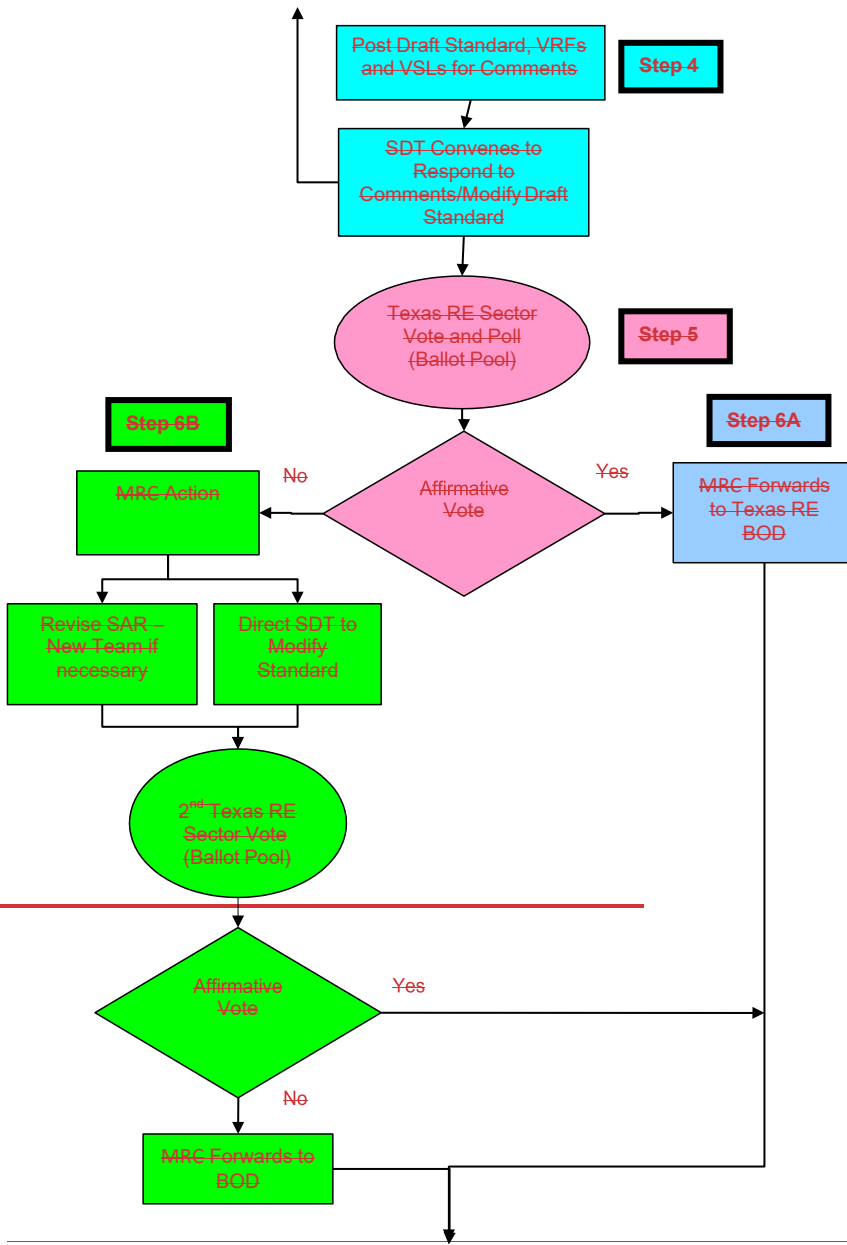 Post Draft Standard, VRFs
and VSLs for Comments
Step 4
SDT Convenes to
Respond to
Comments/Modify Draft
Standard
Texas RE Sector
Vote and Poll
(Ballot Pool)
Step 5
Step 6B
Step 6A
MRC Action
No
Affirmative
Vote
Yes
MRC Forwards
to Texas RE
BOD
Revise SAR –
New Team if
necessary
Direct SDT to
Modify
Standard
2nd Texas RE
Sector Vote
(Ballot Pool)
Affirmative
Vote
Yes
No
MRC Forwards to
BOD